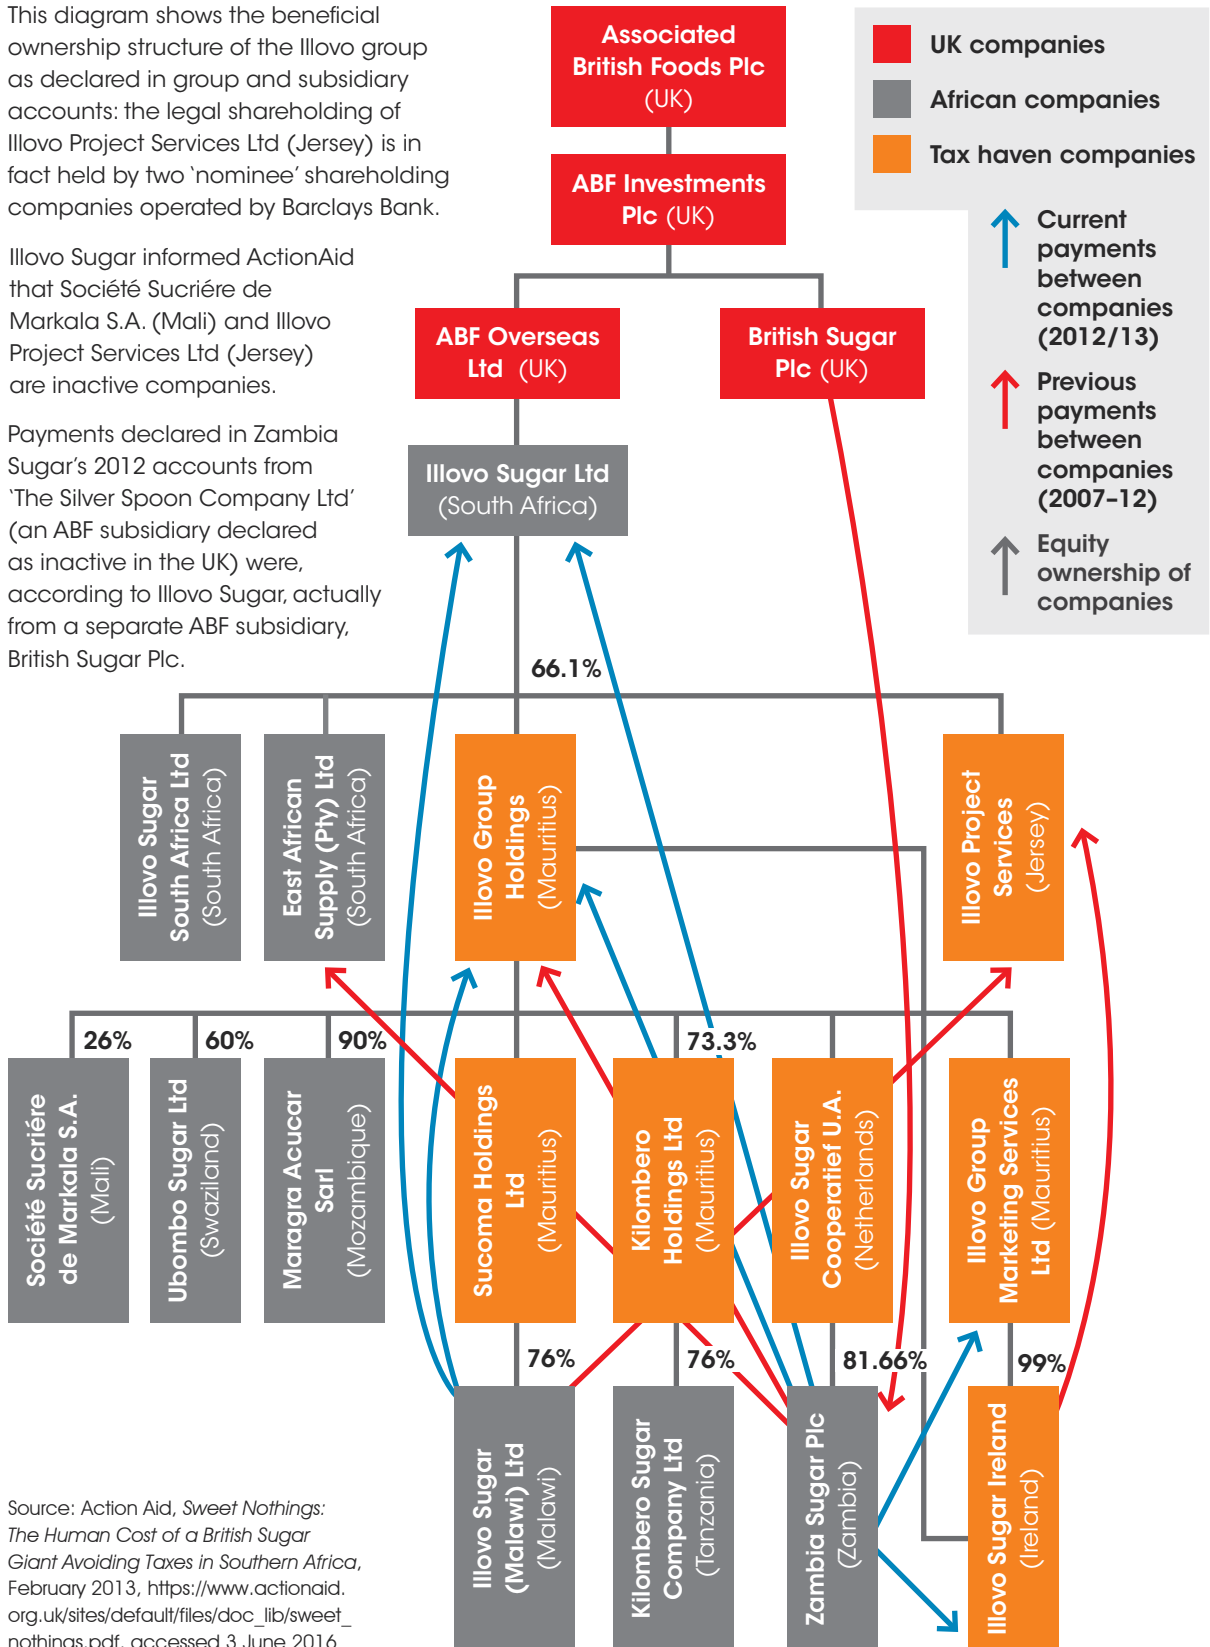 This diagram shows the beneficial
ownership structure of the Illovo group
as declared in group and subsidiary
accounts: the legal shareholding of
Illovo Project Services Ltd (Jersey) is in
fact held by two ‘nominee’ shareholding
companies operated by Barclays Bank.
Illovo Sugar informed ActionAid
that Société Sucriére de
Markala S.A. (Mali) and Illovo
Project Services Ltd (Jersey)
are inactive companies.
Payments declared in Zambia
Sugar’s 2012 accounts from
‘The Silver Spoon Company Ltd’
(an ABF subsidiary declared
as inactive in the UK) were,
according to Illovo Sugar, actually
from a separate ABF subsidiary,
British Sugar Plc.
Associated
British Foods Plc
(UK)
ABF Investments
Plc (UK)
ABF Overseas
Ltd (UK)
British Sugar
Plc (UK)
Illovo Sugar Ltd
(South Africa)
UK companies
African companies
Tax haven companies
Current
payments
between
companies
(2012/13)
Previous
payments
between
companies
(2007–12)
Equity
ownership of
companies
66.1%
Illovo Sugar
South Africa Ltd
(South Africa)
East African
Supply (Pty) Ltd
(South Africa)
Illovo Group
Holdings
(Mauritius)
Illovo Project
Services
(Jersey)
26%
60%
90%
73.3%
Société Sucriére
de Markala S.A.
(Mali)
Ubombo Sugar Ltd
(Swaziland)
Maragra Acucar
Sarl
(Mozambique)
Sucoma Holdings
Ltd
(Mauritius)
Kilombero
Holdings Ltd
(Mauritius)
Illovo Sugar
Cooperatief U.A.
(Netherlands)
Illovo Group
Marketing Services
Ltd (Mauritius)
76%
76%
81.66%
99%
Illovo Sugar
(Malawi) Ltd
(Malawi)
Kilombero Sugar
Company Ltd
(Tanzania)
Zambia Sugar Plc
(Zambia)
Illovo Sugar Ireland
(Ireland)
Source: Action Aid, Sweet Nothings:
The Human Cost of a British Sugar
Giant Avoiding Taxes in Southern Africa,
February 2013, https://www.actionaid.
org.uk/sites/default/files/doc_lib/sweet_
nothings.pdf, accessed 3 June 2016